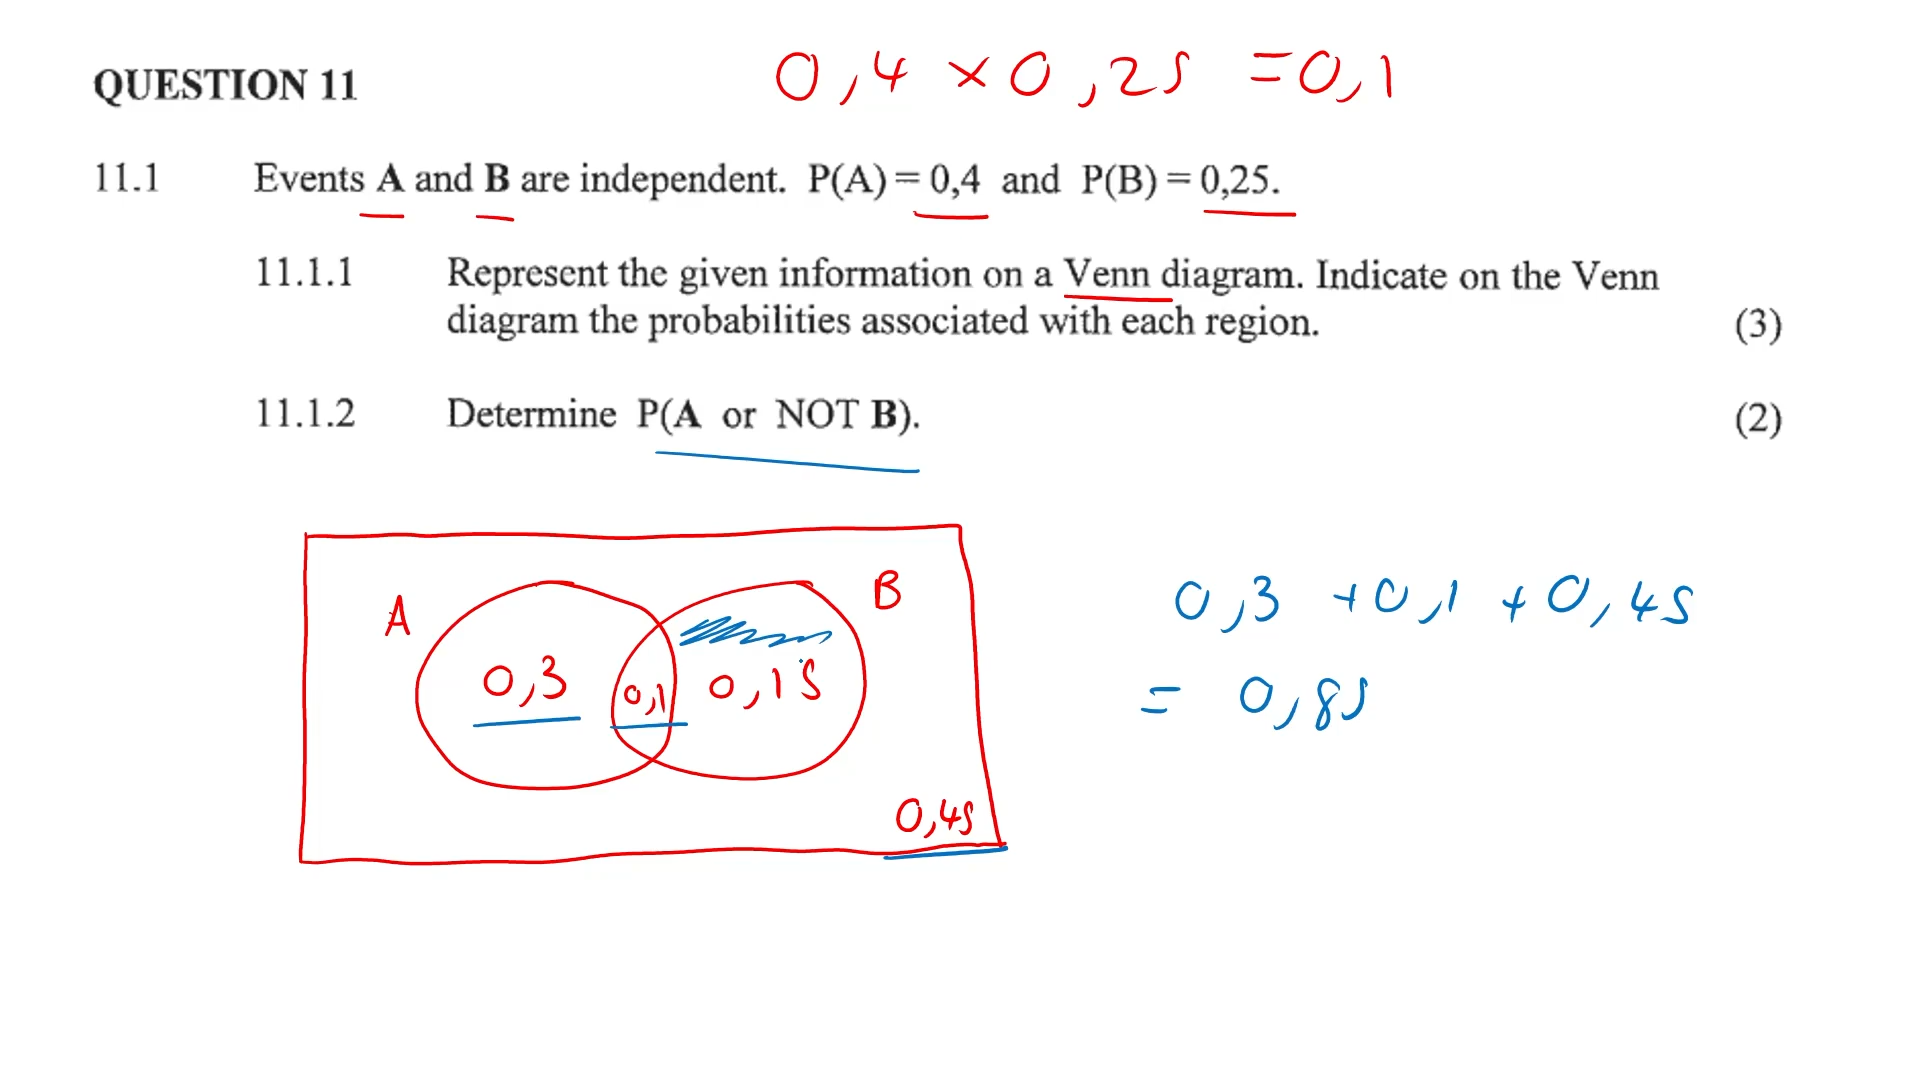 0,4 × 0,25 = 0,1
QUESTION 11
11.1 Events A and B are independent. P(A) = 0,4 and P(B) = 0,25.
11.1.1 Represent the given information on a Venn diagram. Indicate on the Venn
diagram the probabilities associated with each region. (3)
11.1.2 Determine P(A or NOT B). (2)
A B
0,3 0,1 0,15
0,45
0,3 + 0,1 + 0,45
= 0,85